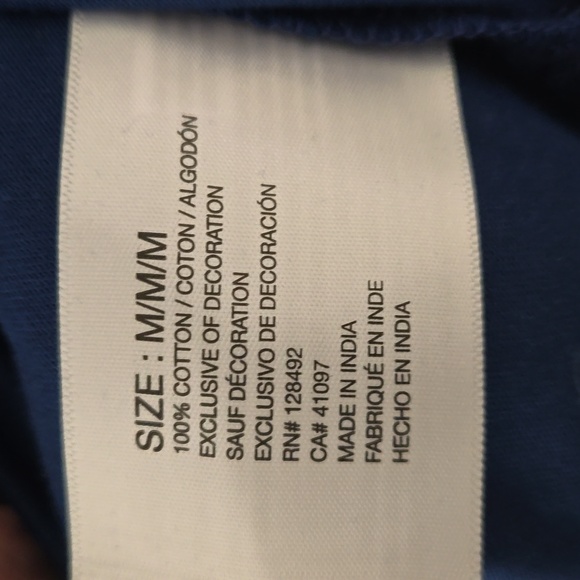 SIZE : M/M/M
100% COTTON / COTON / ALGODÓN
EXCLUSIVE OF DECORATION
SAUF DÉCORATION
EXCLUSIVO DE DECORACIÓN
RN# 128492
CA# 41097
MADE IN INDIA
FABRIQUÉ EN INDE
HECHO EN INDIA